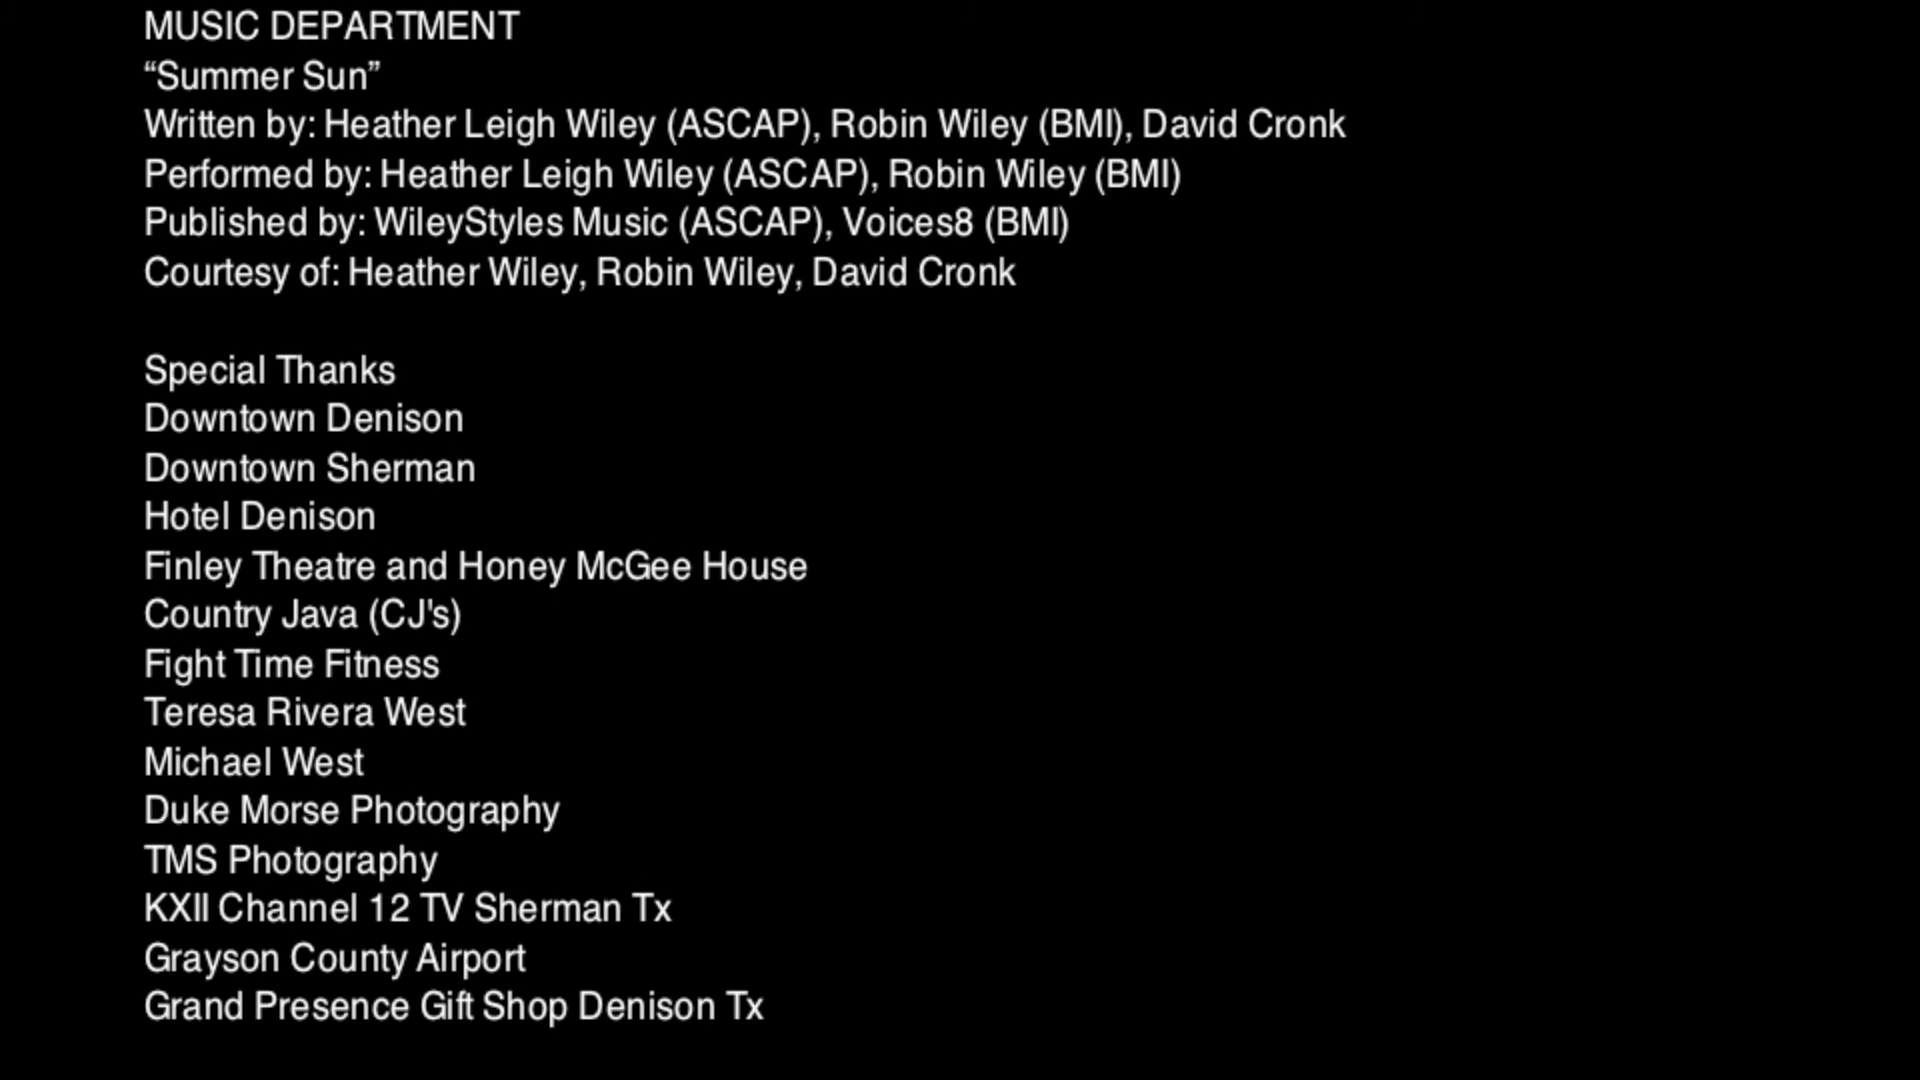 MUSIC DEPARTMENT
“Summer Sun”
Written by: Heather Leigh Wiley (ASCAP), Robin Wiley (BMI), David Cronk
Performed by: Heather Leigh Wiley (ASCAP), Robin Wiley (BMI)
Published by: WileyStyles Music (ASCAP), Voices8 (BMI)
Courtesy of: Heather Wiley, Robin Wiley, David Cronk
Special Thanks
Downtown Denison
Downtown Sherman
Hotel Denison
Finley Theatre and Honey McGee House
Country Java (CJ's)
Fight Time Fitness
Teresa Rivera West
Michael West
Duke Morse Photography
TMS Photography
KXII Channel 12 TV Sherman Tx
Grayson County Airport
Grand Presence Gift Shop Denison Tx